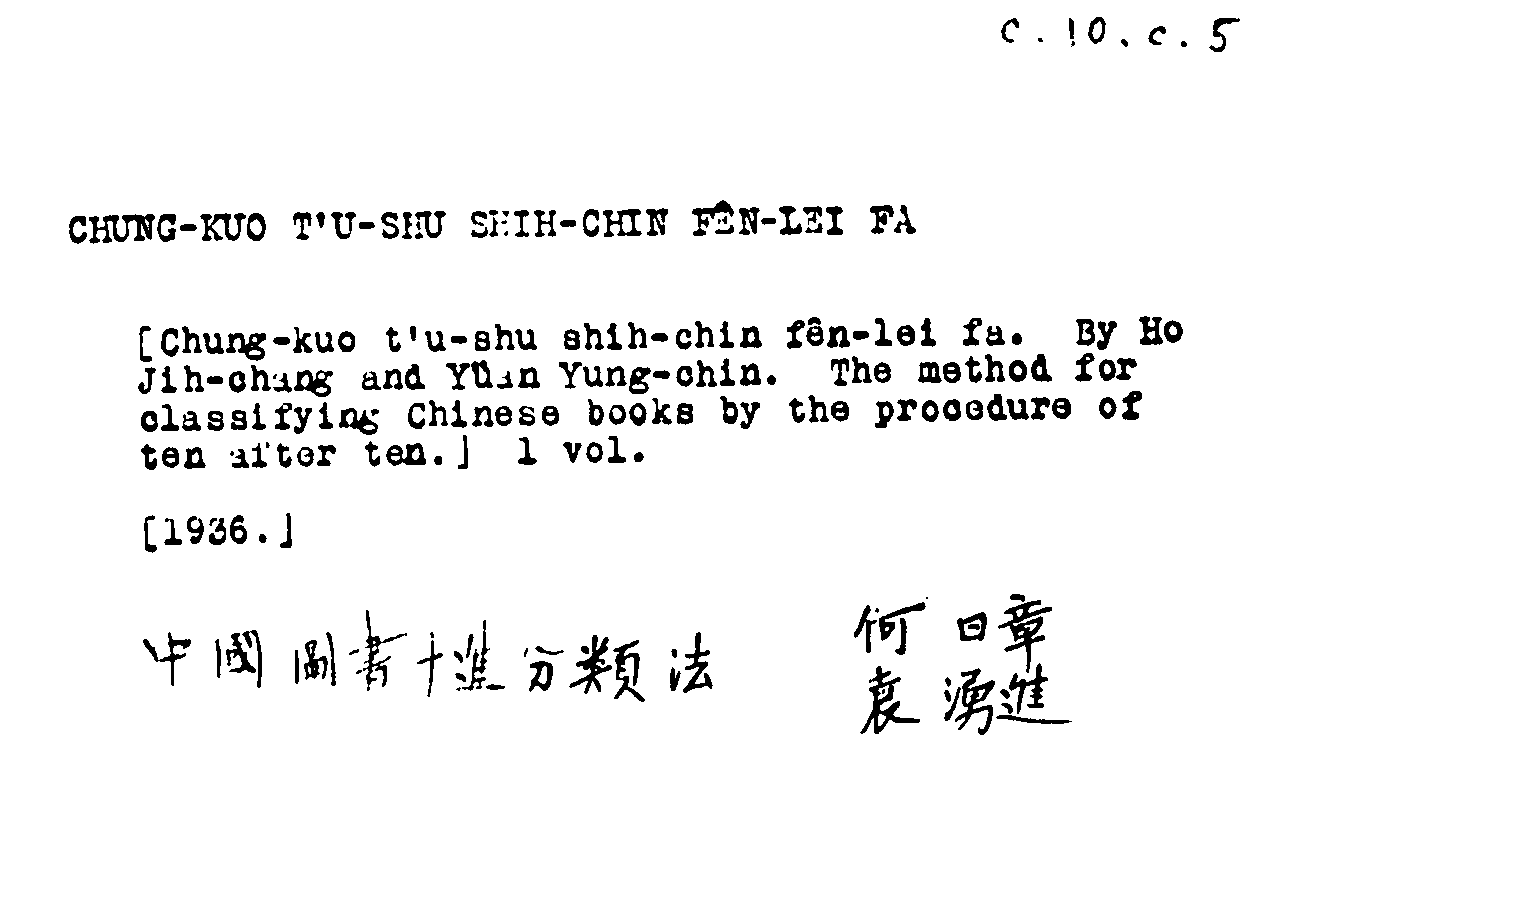 c.10.c.5
CHUNG-KUO T'U-SHU SHIH-CHIN FÊN-LEI FA
[Chung-kuo t'u-shu shih-chin fên-lei fa. By Ho
Jih-chang and Yüan Yung-chin. The method for
classifying Chinese books by the procedure of
ten after ten.] 1 vol.
[1936.]
中國圖書十進分類法
何日章
袁湧進